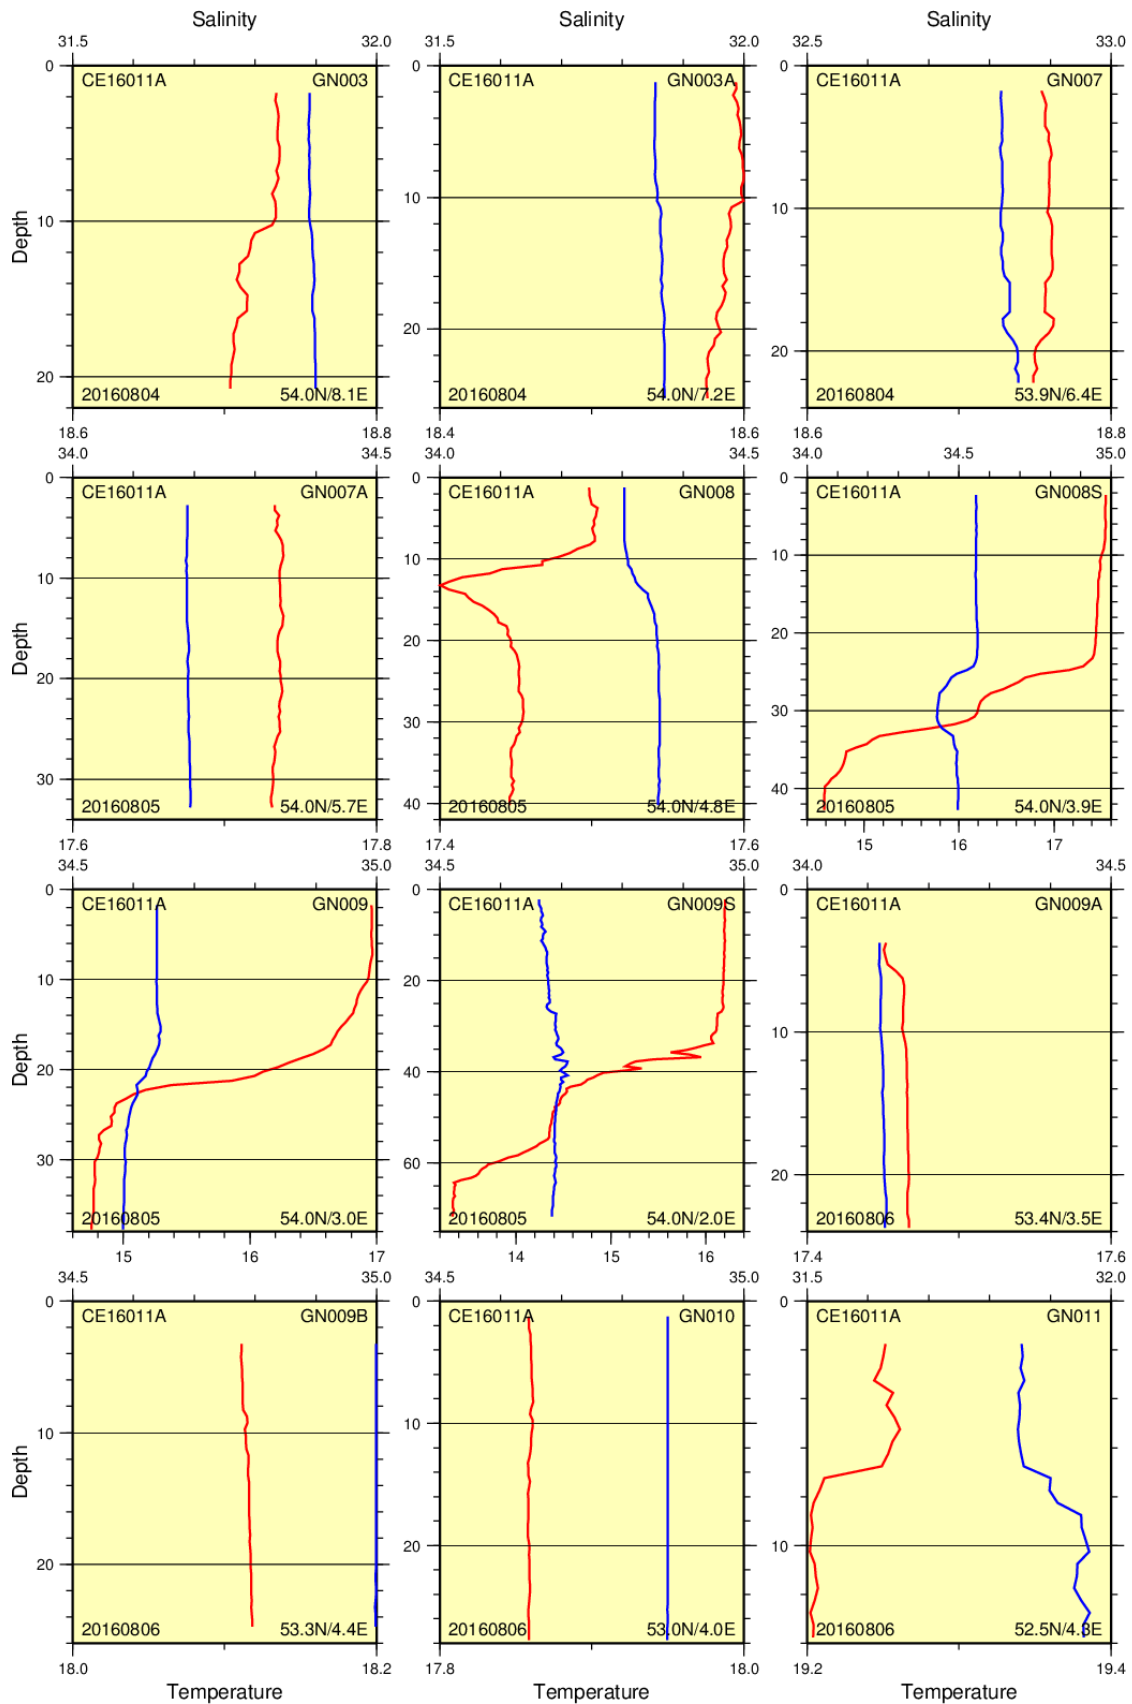 Salinity Salinity Salinity
31.5 32.0 31.5 32.0 32.5 33.0
0 CE16011A GN003 0 CE16011A GN003A 0 CE16011A GN007
Depth
10 10 10
20 20 20
20160804 54.0N/8.1E 20160804 54.0N/7.2E 20160804 53.9N/6.4E
18.6 18.8 18.4 18.6 18.6 18.8
34.0 34.5 34.0 34.5 34.0 34.5 35.0
0 CE16011A GN007A 0 CE16011A GN008 0 CE16011A GN008S
Depth
10 10 10
20 20 20
30 30 30
40 40
20160805 54.0N/5.7E 20160805 54.0N/4.8E 20160805 54.0N/3.9E
17.6 17.8 17.4 17.6 15 16 17
34.5 35.0 34.5 35.0 34.0 34.5
0 CE16011A GN009 0 CE16011A GN009S 0 CE16011A GN009A
Depth
10 20 10
20 40 20
30 60
20160805 54.0N/3.0E 20160805 54.0N/2.0E 20160806 53.4N/3.5E
15 16 17 14 15 16 17.4 17.6
34.5 35.0 34.5 35.0 31.5 32.0
0 CE16011A GN009B 0 CE16011A GN010 0 CE16011A GN011
Depth
10 10 10
20 20
20160806 53.3N/4.4E 20160806 53.0N/4.0E 20160806 52.5N/4.3E
18.0 18.2 17.8 18.0 19.2 19.4
Temperature Temperature Temperature